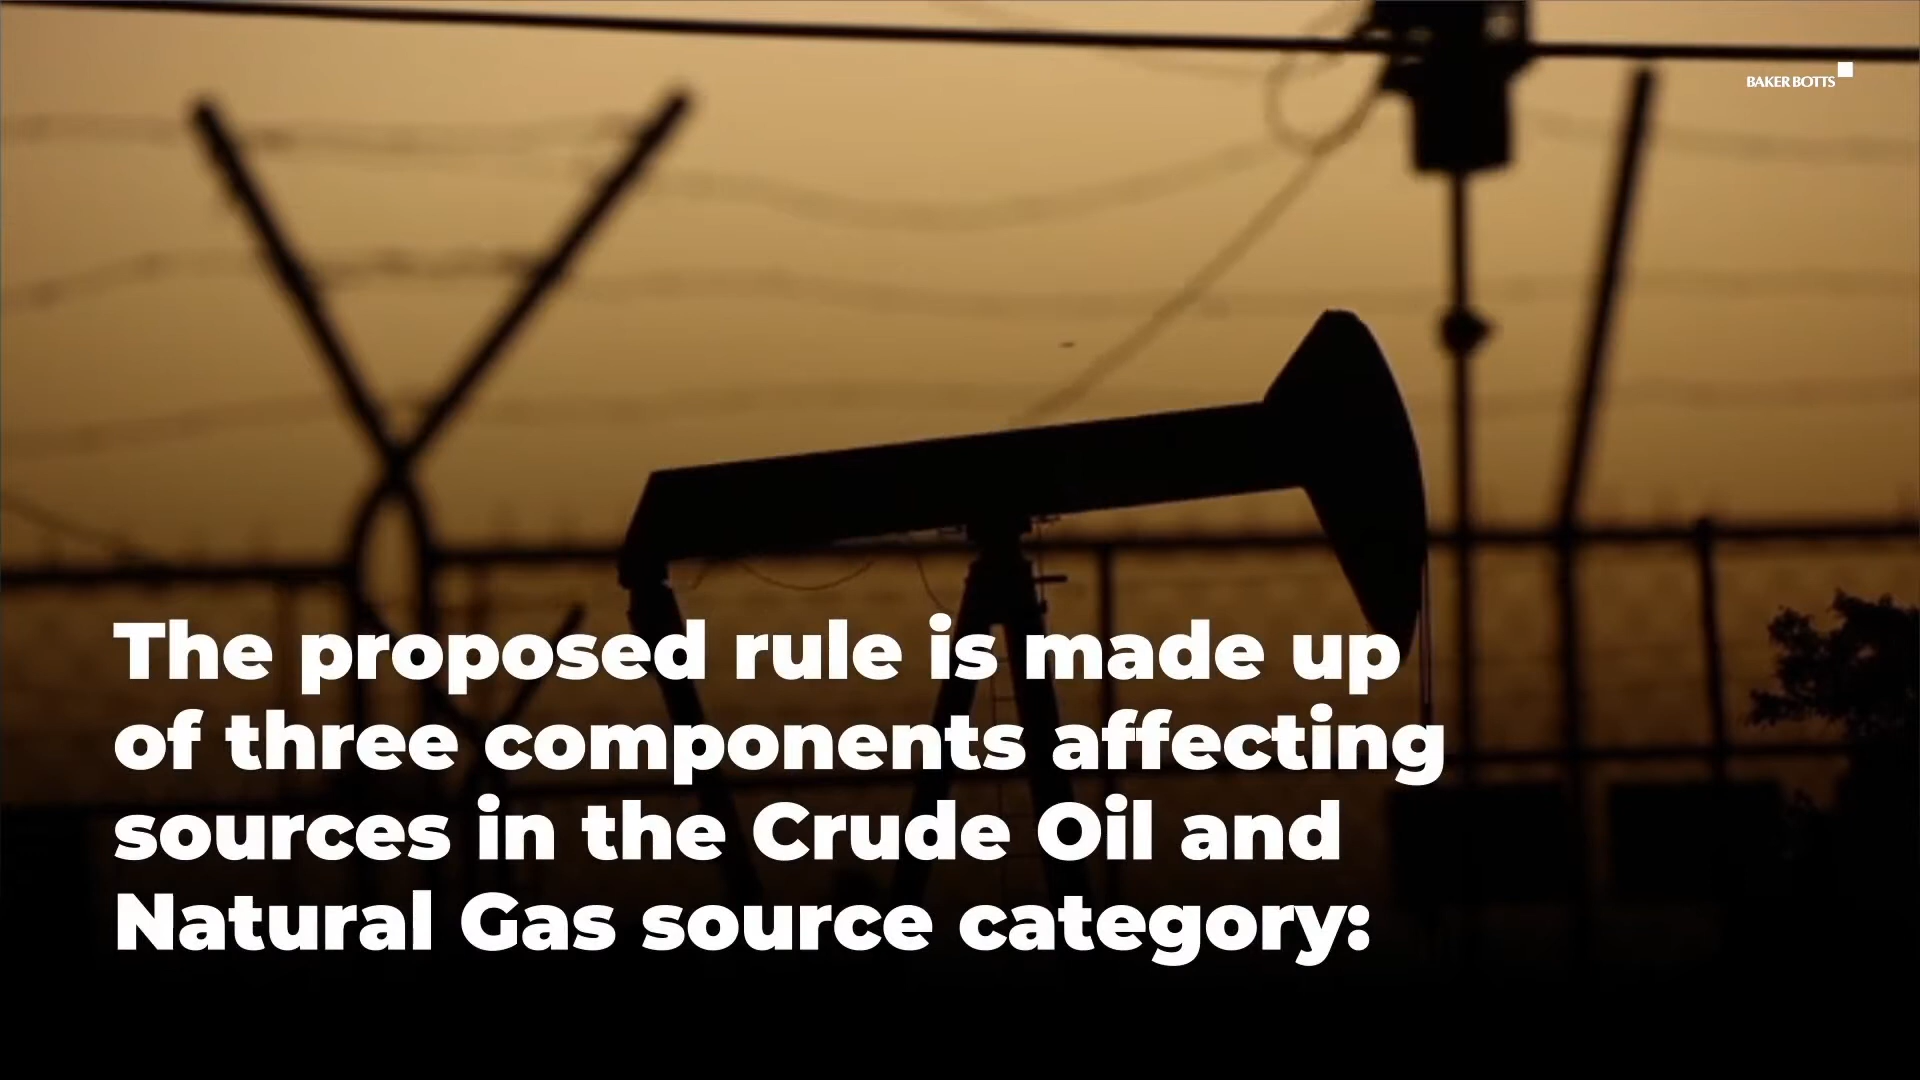 BAKER BOTTS
The proposed rule is made up
of three components affecting
sources in the Crude Oil and
Natural Gas source category: